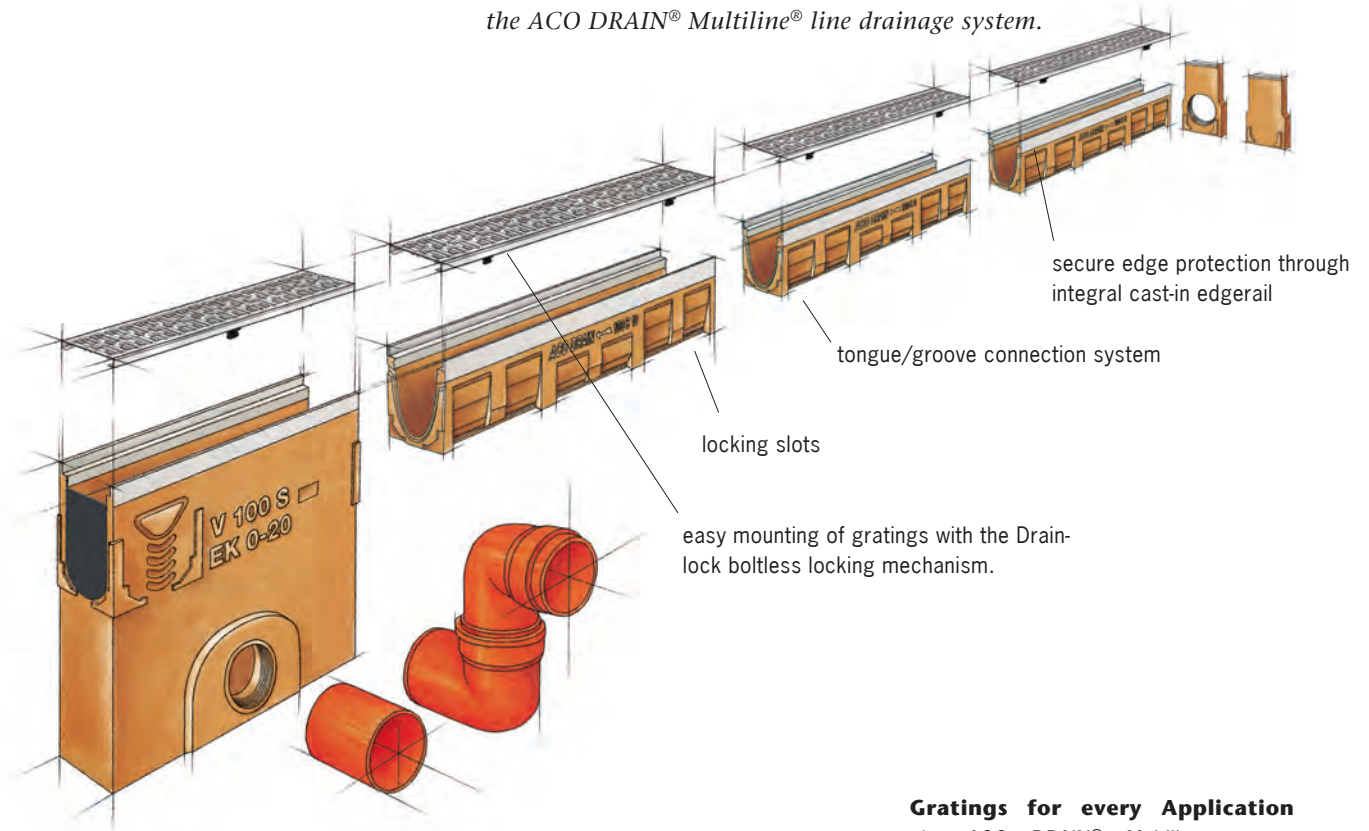 the ACO DRAIN® Multiline® line drainage system.
secure edge protection through
integral cast-in edgerail
tongue/groove connection system
ACO DRAIN
locking slots
V 100 S
EK 0-20
easy mounting of gratings with the Drain-
lock boltless locking mechanism.
Gratings for every Application